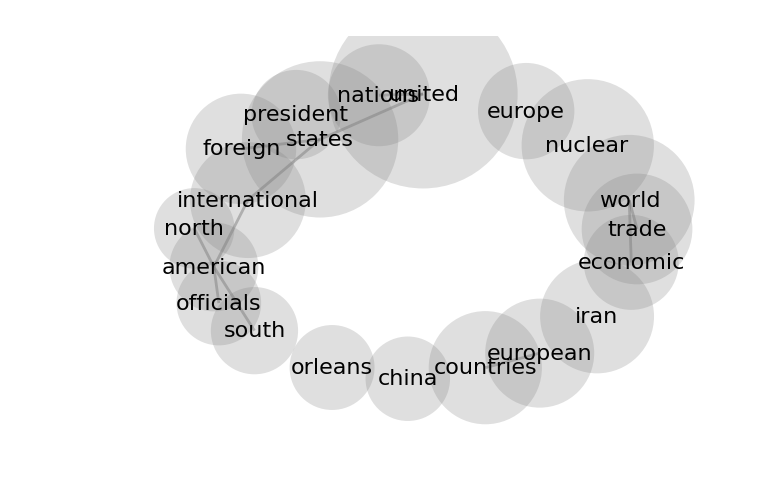 nations
united
europe
president
states
foreign
nuclear
international
world
north
trade
american
economic
officials
iran
south
european
orleans
countries
china